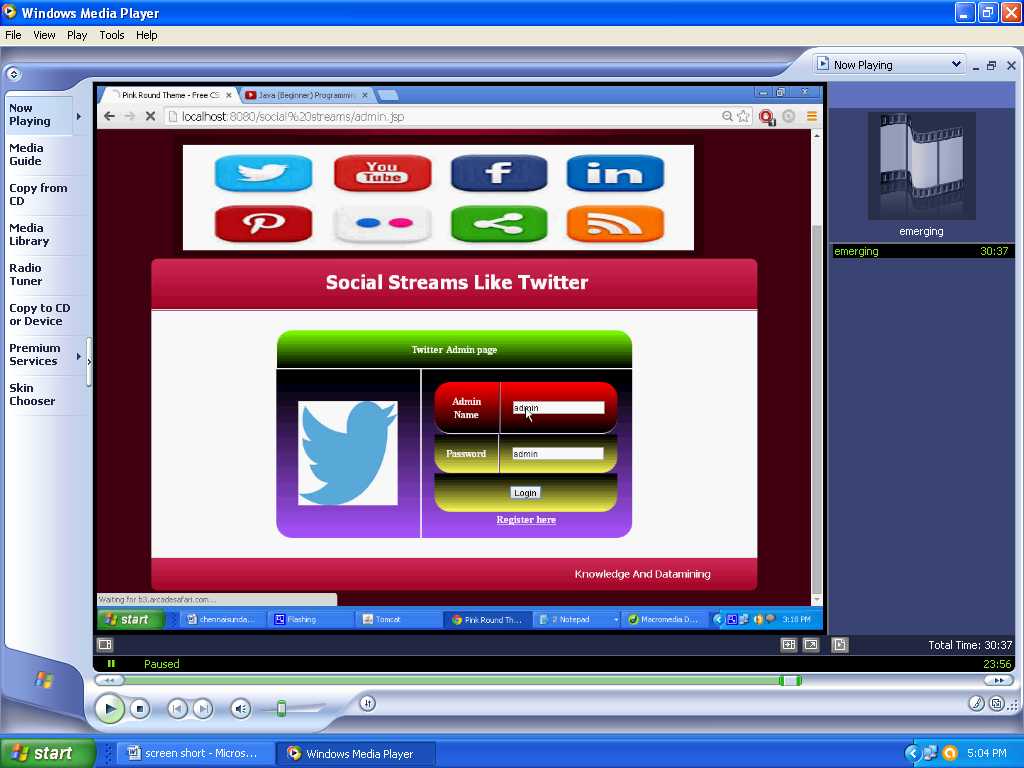 Windows Media Player
File View Play Tools Help
Now Playing
Now
Playing
Media
Guide
Copy from
CD
Media
Library
Radio
Tuner
Copy to CD
or Device
Premium
Services
Skin
Chooser
Pink Round Theme - Free CS
Java (Beginner) Programmin
localhost:8080/social%20streams/admin.jsp
You
Tube
f
in
Social Streams Like Twitter
Twitter Admin page
Admin
Name
admin
Password
admin
Login
Register here
Knowledge And Datamining
Waiting for b3.arcadesafari.com...
start
chennaisunda...
Flashing
Tomcat
Pink Round Th...
2 Notepad
Macromedia D...
3:18 PM
emerging
emerging 30:37
Total Time: 30:37
Paused
23:56
start
screen short - Micros...
Windows Media Player
5:04 PM